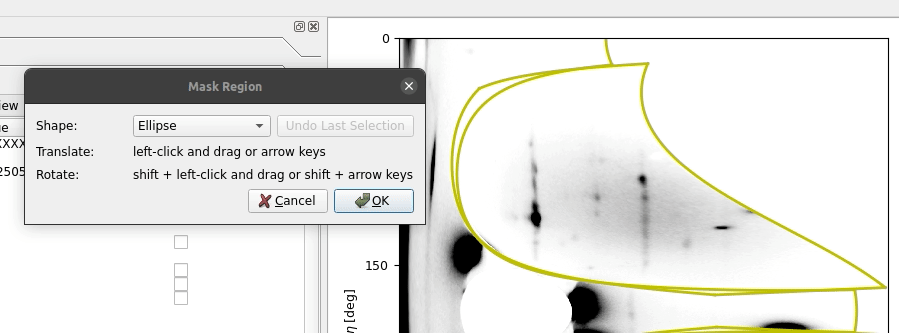 Mask Region
Shape:
Ellipse
Undo Last Selection
Translate:
left-click and drag or arrow keys
Rotate:
shift + left-click and drag or shift + arrow keys
Cancel
OK
iew
e
XXX
2505
0
150
η [deg]